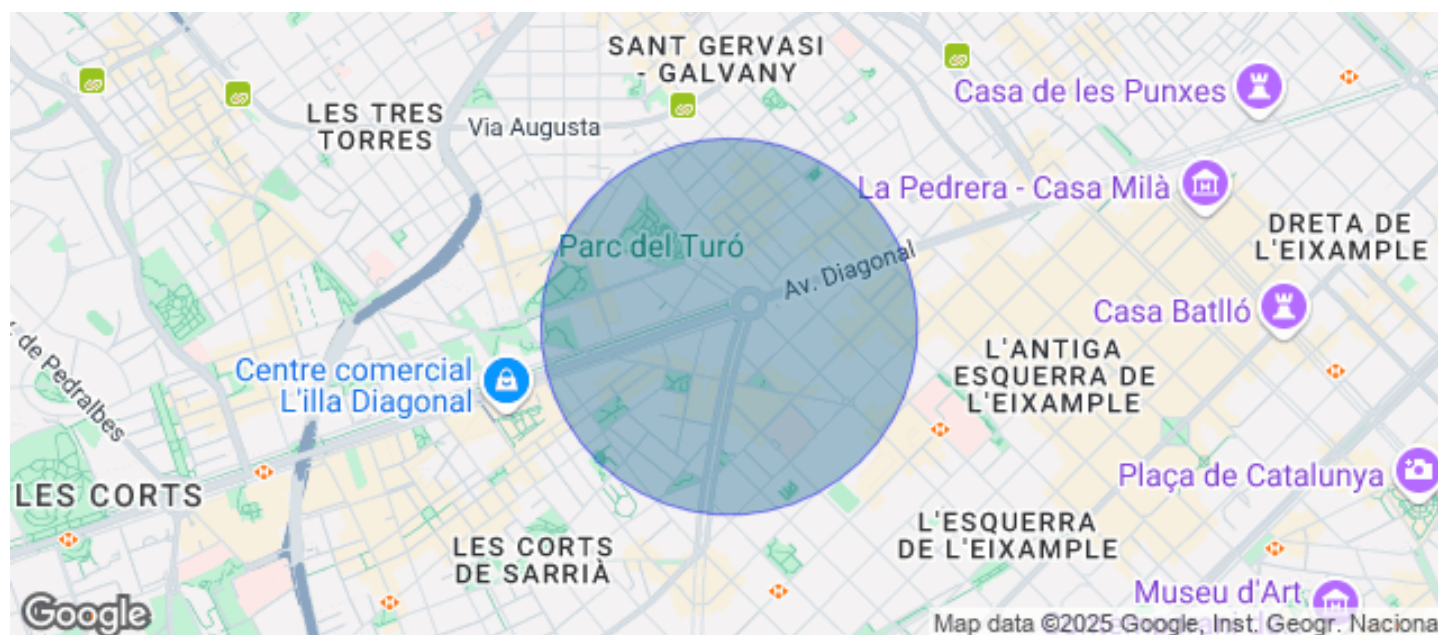 SANT GERVASI
- GALVANY
Casa de les Punxes
LES TRES
TORRES
Via Augusta
La Pedrera - Casa Milà
DRETA DE
L'EIXAMPLE
Parc del Turó
Av. Diagonal
Casa Batlló
L'ANTIGA
ESQUERRA DE
L'EIXAMPLE
Centre comercial
L'illa Diagonal
de Pedralbes
Plaça de Catalunya
LES CORTS
L'ESQUERRA
DE L'EIXAMPLE
LES CORTS
DE SARRIÀ
Museu d'Art
Google
Map data ©2025 Google, Inst. Geogr. Naciona